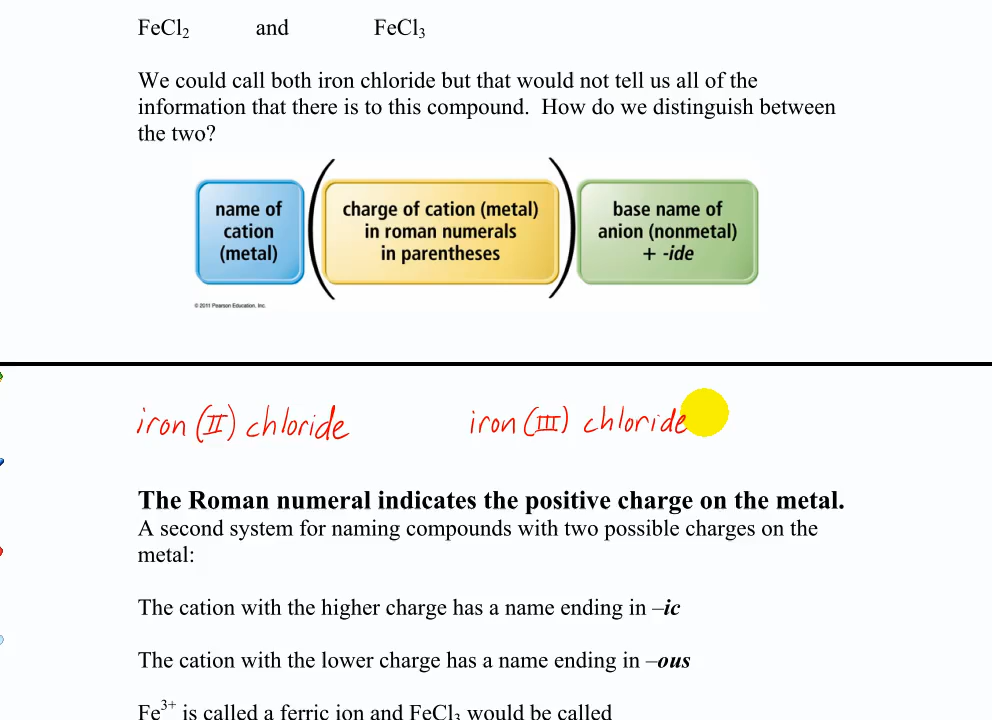 FeCl₂ and FeCl₃
We could call both iron chloride but that would not tell us all of the
information that there is to this compound. How do we distinguish between
the two?
name of
cation
(metal)
(
charge of cation (metal)
in roman numerals
in parentheses
)
base name of
anion (nonmetal)
+ -ide
© 2011 Pearson Education, Inc.
iron (II) chloride iron (III) chloride
The Roman numeral indicates the positive charge on the metal.
A second system for naming compounds with two possible charges on the
metal:
The cation with the higher charge has a name ending in –ic
The cation with the lower charge has a name ending in –ous
Fe³⁺ is called a ferric ion and FeCl₃ would be called